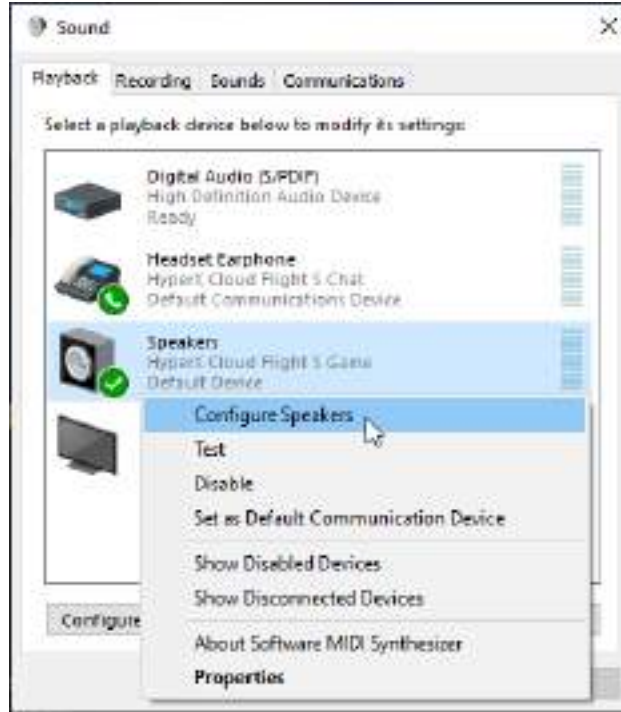 Sound
Playback Recording Sounds Communications
Select a playback device below to modify its settings:
Digital Audio (S/PDIF)
High Definition Audio Device
Ready
Headset Earphone
HyperX Cloud Flight S Chat
Default Communications Device
Speakers
HyperX Cloud Flight S Game
Default Device
Configure Speakers
Test
Disable
Set as Default Communication Device
Show Disabled Devices
Show Disconnected Devices
Configure
About Software MIDI Synthesizer
Properties